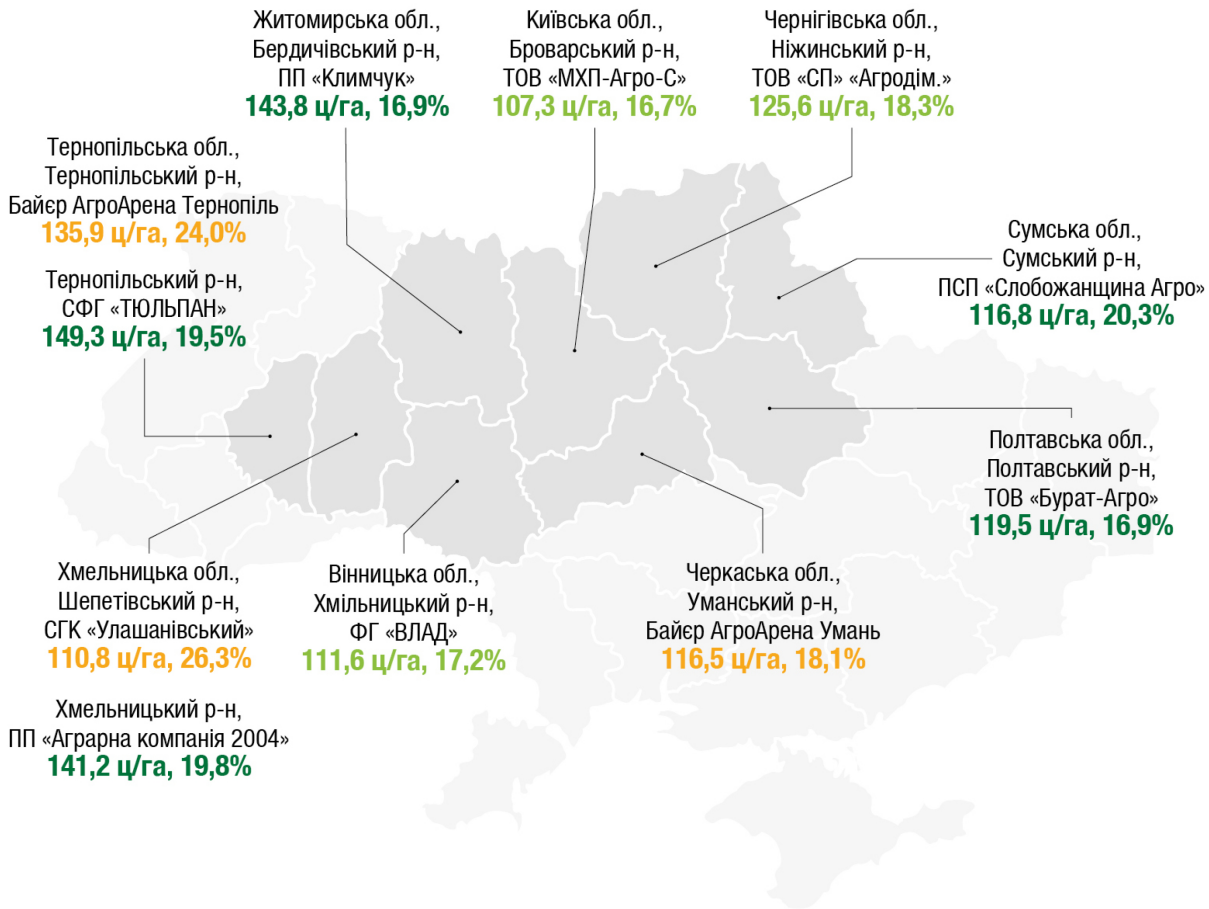 Житомирська обл.,
Бердичівський р-н,
ПП «Климчук»
143,8 ц/га, 16,9%
Київська обл.,
Броварський р-н,
ТОВ «МХП-Агро-С»
107,3 ц/га, 16,7%
Чернігівська обл.,
Ніжинський р-н,
ТОВ «СП» «Агродім.»
125,6 ц/га, 18,3%
Тернопільська обл.,
Тернопільський р-н,
Байєр АгроАрена Тернопіль
135,9 ц/га, 24,0%
Тернопільський р-н,
СФГ «ТЮЛЬПАН»
149,3 ц/га, 19,5%
Сумська обл.,
Сумський р-н,
ПСП «Слобожанщина Агро»
116,8 ц/га, 20,3%
Полтавська обл.,
Полтавський р-н,
ТОВ «Бурат-Агро»
119,5 ц/га, 16,9%
Хмельницька обл.,
Шепетівський р-н,
СГК «Улашанівський»
110,8 ц/га, 26,3%
Хмельницький р-н,
ПП «Аграрна компанія 2004»
141,2 ц/га, 19,8%
Вінницька обл.,
Хмільницький р-н,
ФГ «ВЛАД»
111,6 ц/га, 17,2%
Черкаська обл.,
Уманський р-н,
Байєр АгроАрена Умань
116,5 ц/га, 18,1%